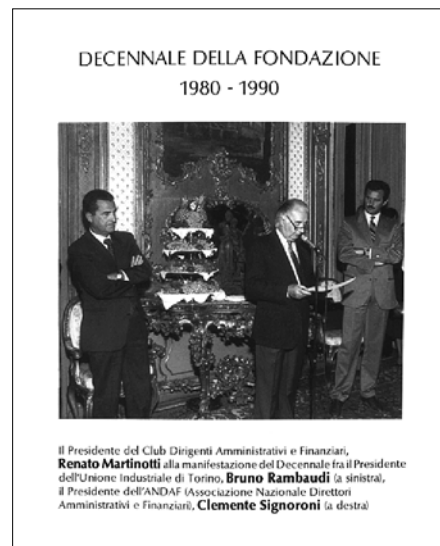 DECENNALE DELLA FONDAZIONE
1980 - 1990
Il Presidente del Club Dirigenti Amministrativi e Finanziari,
Renato Martinotti alla manifestazione del Decennale fra il Presidente
dell'Unione Industriale di Torino, Bruno Rambaudi (a sinistra),
il Presidente dell'ANDAF (Associazione Nazionale Direttori
Amministrativi e Finanziari), Clemente Signoroni (a destra)